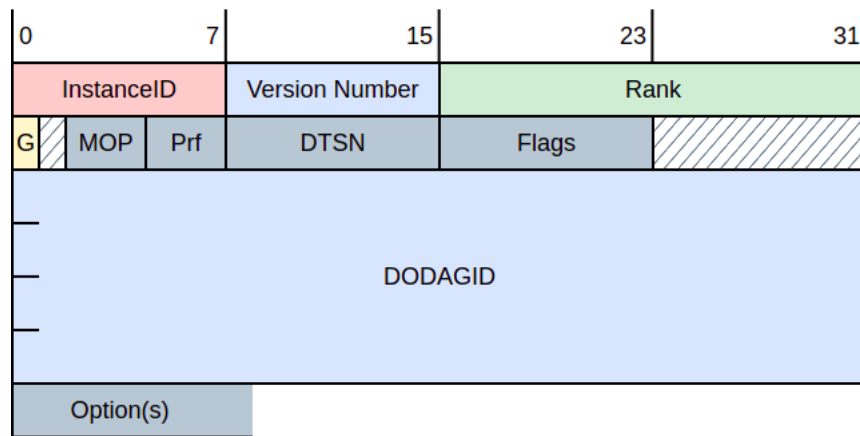 0 7 15 23 31
InstanceID Version Number Rank
G MOP Prf DTSN Flags
DODAGID
Option(s)